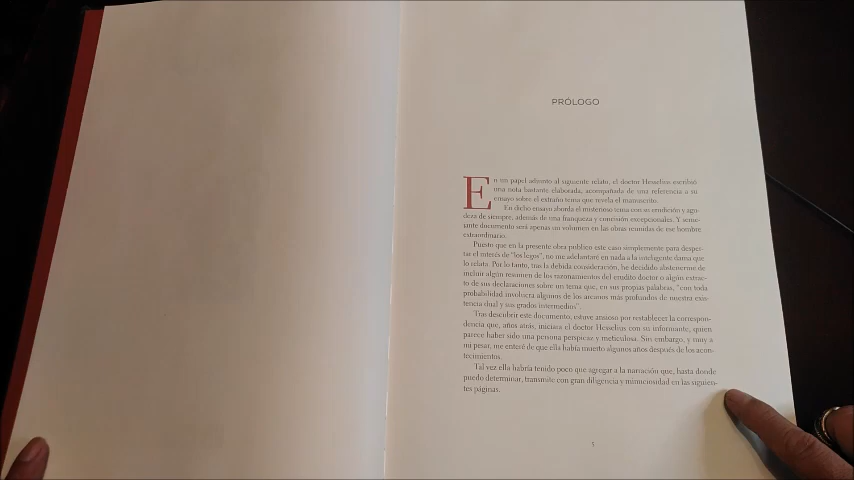 PRÓLOGO
En un papel adjunto al siguiente relato, el doctor Hesselius escribió
una nota bastante elaborada, acompañada de una referencia a su
ensayo sobre el extraño tema que revela el manuscrito.
En dicho ensayo aborda el misterioso tema con su erudición y agu-
deza de siempre, además de una franqueza y concisión excepcionales. Y seme-
jante documento será apenas un volumen en las obras reunidas de ese hombre
extraordinario.
Puesto que en la presente obra publico este caso simplemente para desper-
tar el interés de "los legos", no me adelantaré en nada a la inteligente dama que
lo relata. Por lo tanto, tras la debida consideración, he decidido abstenerme de
incluir algún resumen de los razonamientos del erudito doctor o algún extrac-
to de sus declaraciones sobre un tema que, en sus propias palabras, "con toda
probabilidad involucra algunos de los arcanos más profundos de nuestra exis-
tencia dual y sus grados intermedios".
Tras descubrir este documento, estuve ansioso por restablecer la correspon-
dencia que, años atrás, iniciara el doctor Hesselius con su informante, quien
parece haber sido una persona perspicaz y meticulosa. Sin embargo, y muy a
mi pesar, me enteré de que ella había muerto algunos años después de los acon-
tecimientos.
Tal vez ella habría tenido poco que agregar a la narración que, hasta donde
puedo determinar, transmite con gran diligencia y minuciosidad en las siguien-
tes páginas.
5